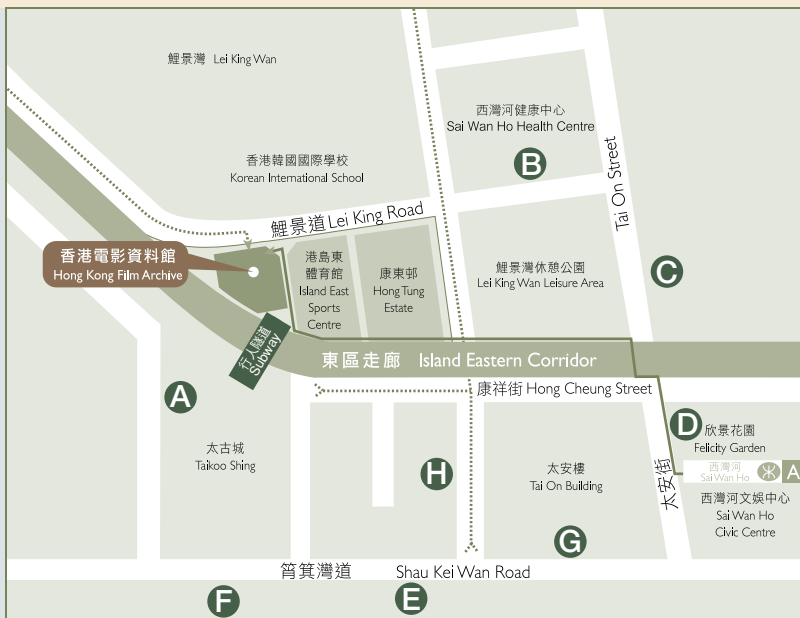 鯉景灣 Lei King Wan
西灣河健康中心
Sai Wan Ho Health Centre
B
Tai On Street
香港韓國國際學校
Korean International School
鯉景道 Lei King Road
香港電影資料館
Hong Kong Film Archive
港島東
體育館
Island East
Sports
Centre
康東邨
Hong Tung
Estate
鯉景灣休憩公園
Lei King Wan Leisure Area
C
行人隧道
Subway
東區走廊 Island Eastern Corridor
康祥街 Hong Cheung Street
A
D
欣景花園
Felicity Garden
太古城
Taikoo Shing
H
太安樓
Tai On Building
太安街
西灣河
Sai Wan Ho
A
西灣河文娛中心
Sai Wan Ho
Civic Centre
G
筲箕灣道 Shau Kei Wan Road
F
E